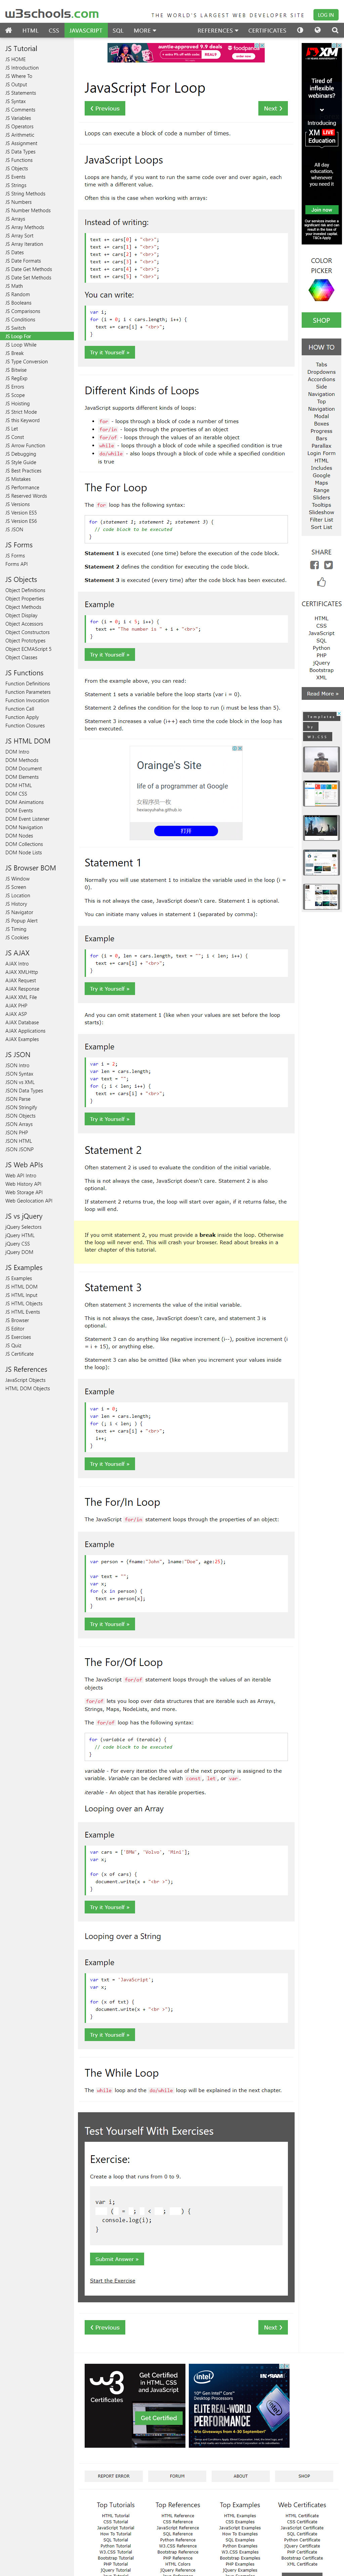 w3schools.com
THE WORLD'S LARGEST WEB DEVELOPER SITE
LOG IN
HTML CSS JAVASCRIPT SQL MORE REFERENCES CERTIFICATES
JS Tutorial
JS HOME
JS Introduction
JS Where To
JS Output
JS Statements
JS Syntax
JS Comments
JS Variables
JS Operators
JS Arithmetic
JS Assignment
JS Data Types
JS Functions
JS Objects
JS Events
JS Strings
JS String Methods
JS Numbers
JS Number Methods
JS Arrays
JS Array Methods
JS Array Sort
JS Array Iteration
JS Dates
JS Date Formats
JS Date Get Methods
JS Date Set Methods
JS Math
JS Random
JS Booleans
JS Comparisons
JS Conditions
JS Switch
JS Loop For
JS Loop While
JS Break
JS Type Conversion
JS Bitwise
JS RegExp
JS Errors
JS Scope
JS Hoisting
JS Strict Mode
JS this Keyword
JS Let
JS Const
JS Arrow Function
JS Debugging
JS Style Guide
JS Best Practices
JS Mistakes
JS Performance
JS Reserved Words
JS Versions
JS Version ES5
JS Version ES6
JS JSON
JS Forms
JS Forms
Forms API
JS Objects
Object Definitions
Object Properties
Object Methods
Object Display
Object Accessors
Object Constructors
Object Prototypes
Object ECMAScript 5
Object Classes
JS Functions
Function Definitions
Function Parameters
Function Invocation
Function Call
Function Apply
Function Closures
JS HTML DOM
DOM Intro
DOM Methods
DOM Document
DOM Elements
DOM HTML
DOM CSS
DOM Animations
DOM Events
DOM Event Listener
DOM Navigation
DOM Nodes
DOM Collections
DOM Node Lists
JS Browser BOM
JS Window
JS Screen
JS Location
JS History
JS Navigator
JS Popup Alert
JS Timing
JS Cookies
JS AJAX
AJAX Intro
AJAX XMLHttp
AJAX Request
AJAX Response
AJAX XML File
AJAX PHP
AJAX ASP
AJAX Database
AJAX Applications
AJAX Examples
JS JSON
JSON Intro
JSON Syntax
JSON vs XML
JSON Data Types
JSON Parse
JSON Stringify
JSON Objects
JSON Arrays
JSON PHP
JSON HTML
JSON JSONP
JS Web APIs
Web API Intro
Web History API
Web Storage API
Web Geolocation API
JS vs jQuery
jQuery Selectors
jQuery HTML
jQuery CSS
jQuery DOM
JS Examples
JS Examples
JS HTML DOM
JS HTML Input
JS HTML Objects
JS HTML Events
JS Browser
JS Editor
JS Exercises
JS Quiz
JS Certificate
JS References
JavaScript Objects
HTML DOM Objects
JavaScript For Loop
❮ Previous
Next ❯
Loops can execute a block of code a number of times.
JavaScript Loops
Loops are handy, if you want to run the same code over and over again, each
time with a different value.
Often this is the case when working with arrays:
Instead of writing:
text += cars[0] + "<br>";
text += cars[1] + "<br>";
text += cars[2] + "<br>";
text += cars[3] + "<br>";
text += cars[4] + "<br>";
text += cars[5] + "<br>";
You can write:
var i;
for (i = 0; i < cars.length; i++) {
text += cars[i] + "<br>";
}
Try it Yourself »
Different Kinds of Loops
JavaScript supports different kinds of loops:
for - loops through a block of code a number of times
for/in - loops through the properties of an object
for/of - loops through the values of an iterable object
while - loops through a block of code while a specified condition is true
do/while - also loops through a block of code while a specified condition
is true
The For Loop
The for loop has the following syntax:
for (statement 1; statement 2; statement 3) {
// code block to be executed
}
Statement 1 is executed (one time) before the execution of the code block.
Statement 2 defines the condition for executing the code block.
Statement 3 is executed (every time) after the code block has been executed.
Example
for (i = 0; i < 5; i++) {
text += "The number is " + i + "<br>";
}
Try it Yourself »
From the example above, you can read:
Statement 1 sets a variable before the loop starts (var i = 0).
Statement 2 defines the condition for the loop to run (i must be less than 5).
Statement 3 increases a value (i++) each time the code block in the loop has
been executed.
Orainge's Site
life of a programmer at Google
立程序员一枚
打开
Statement 1
Normally you will use statement 1 to initialize the variable used in the loop (i =
0).
This is not always the case, JavaScript doesn't care. Statement 1 is optional.
You can initiate many values in statement 1 (separated by comma):
Example
for (i = 0, len = cars.length, text = ""; i < len; i++) {
text += cars[i] + "<br>";
}
Try it Yourself »
And you can omit statement 1 (like when your values are set before the loop
starts):
Example
var i = 2;
var len = cars.length;
var text = "";
for (; i < len; i++) {
text += cars[i] + "<br>";
}
Try it Yourself »
Statement 2
Often statement 2 is used to evaluate the condition of the initial variable.
This is not always the case, JavaScript doesn't care. Statement 2 is also
optional.
If statement 2 returns true, the loop will start over again, if it returns false, the
loop will end.
If you omit statement 2, you must provide a break inside the loop. Otherwise
the loop will never end. This will crash your browser. Read about breaks in a
later chapter of this tutorial.
Statement 3
Often statement 3 increments the value of the initial variable.
This is not always the case, JavaScript doesn't care, and statement 3 is
optional.
Statement 3 can do anything like negative increment (i--), positive increment (i
= i + 15), or anything else.
Statement 3 can also be omitted (like when you increment your values inside
the loop):
Example
var i = 0;
var len = cars.length;
for (; i < len; ) {
text += cars[i] + "<br>";
i++;
}
Try it Yourself »
The For/In Loop
The JavaScript for/in statement loops through the properties of an object:
Example
var person = {fname:"John", lname:"Doe", age:25};
var text = "";
var x;
for (x in person) {
text += person[x];
}
Try it Yourself »
The For/Of Loop
The JavaScript for/of statement loops through the values of an iterable
objects
for/of lets you loop over data structures that are iterable such as Arrays,
Strings, Maps, NodeLists, and more.
The for/of loop has the following syntax:
for (variable of iterable) {
// code block to be executed
}
variable - For every iteration the value of the next property is assigned to the
variable. Variable can be declared with const, let, or var.
iterable - An object that has iterable properties.
Looping over an Array
Example
var cars = ['BMW', 'Volvo', 'Mini'];
var x;
for (x of cars) {
document.write(x + "<br >");
}
Try it Yourself »
Looping over a String
Example
var txt = 'JavaScript';
var x;
for (x of txt) {
document.write(x + "<br >");
}
Try it Yourself »
The While Loop
The while loop and the do/while loop will be explained in the next chapter.
Test Yourself With Exercises
Exercise:
Create a loop that runs from 0 to 9.
var i;
( = ; < ; ) {
console.log(i);
}
Submit Answer »
Start the Exercise
❮ Previous
Next ❯
XM
Tired of
inflexible
webinars?
Introducing
XM LIVE
Education
All day
education,
whenever
you need it
Join now
COLOR
PICKER
SHOP
HOW TO
Tabs
Dropdowns
Accordions
Side
Navigation
Top
Navigation
Modal
Boxes
Progress
Bars
Parallax
Login Form
HTML
Includes
Google
Maps
Range
Sliders
Tooltips
Slideshow
Filter List
Sort List
SHARE
CERTIFICATES
HTML
CSS
JavaScript
SQL
Python
PHP
jQuery
Bootstrap
XML
Read More »
Templates
by
W3.CSS
w3
Certificates
Get Certified
in HTML, CSS
and JavaScript
Get Certified
intel
10th Gen Intel® Core™
Desktop Processors
ELITE REAL-WORLD
PERFORMANCE
REPORT ERROR
FORUM
ABOUT
SHOP
Top Tutorials
HTML Tutorial
CSS Tutorial
JavaScript Tutorial
How To Tutorial
SQL Tutorial
Python Tutorial
W3.CSS Tutorial
Bootstrap Tutorial
PHP Tutorial
jQuery Tutorial
Top References
HTML Reference
CSS Reference
JavaScript Reference
SQL Reference
Python Reference
W3.CSS Reference
Bootstrap Reference
PHP Reference
HTML Colors
jQuery Reference
Top Examples
HTML Examples
CSS Examples
JavaScript Examples
How To Examples
SQL Examples
Python Examples
W3.CSS Examples
Bootstrap Examples
PHP Examples
jQuery Examples
Web Certificates
HTML Certificate
CSS Certificate
JavaScript Certificate
SQL Certificate
Python Certificate
jQuery Certificate
PHP Certificate
Bootstrap Certificate
XML Certificate